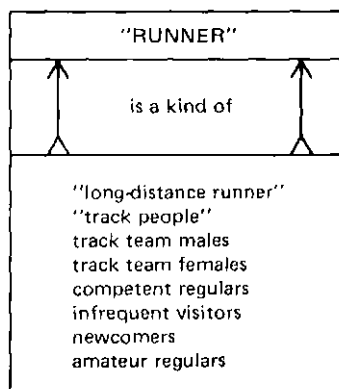 "RUNNER"
is a kind of
"long-distance runner"
"track people"
track team males
track team females
competent regulars
infrequent visitors
newcomers
amateur regulars